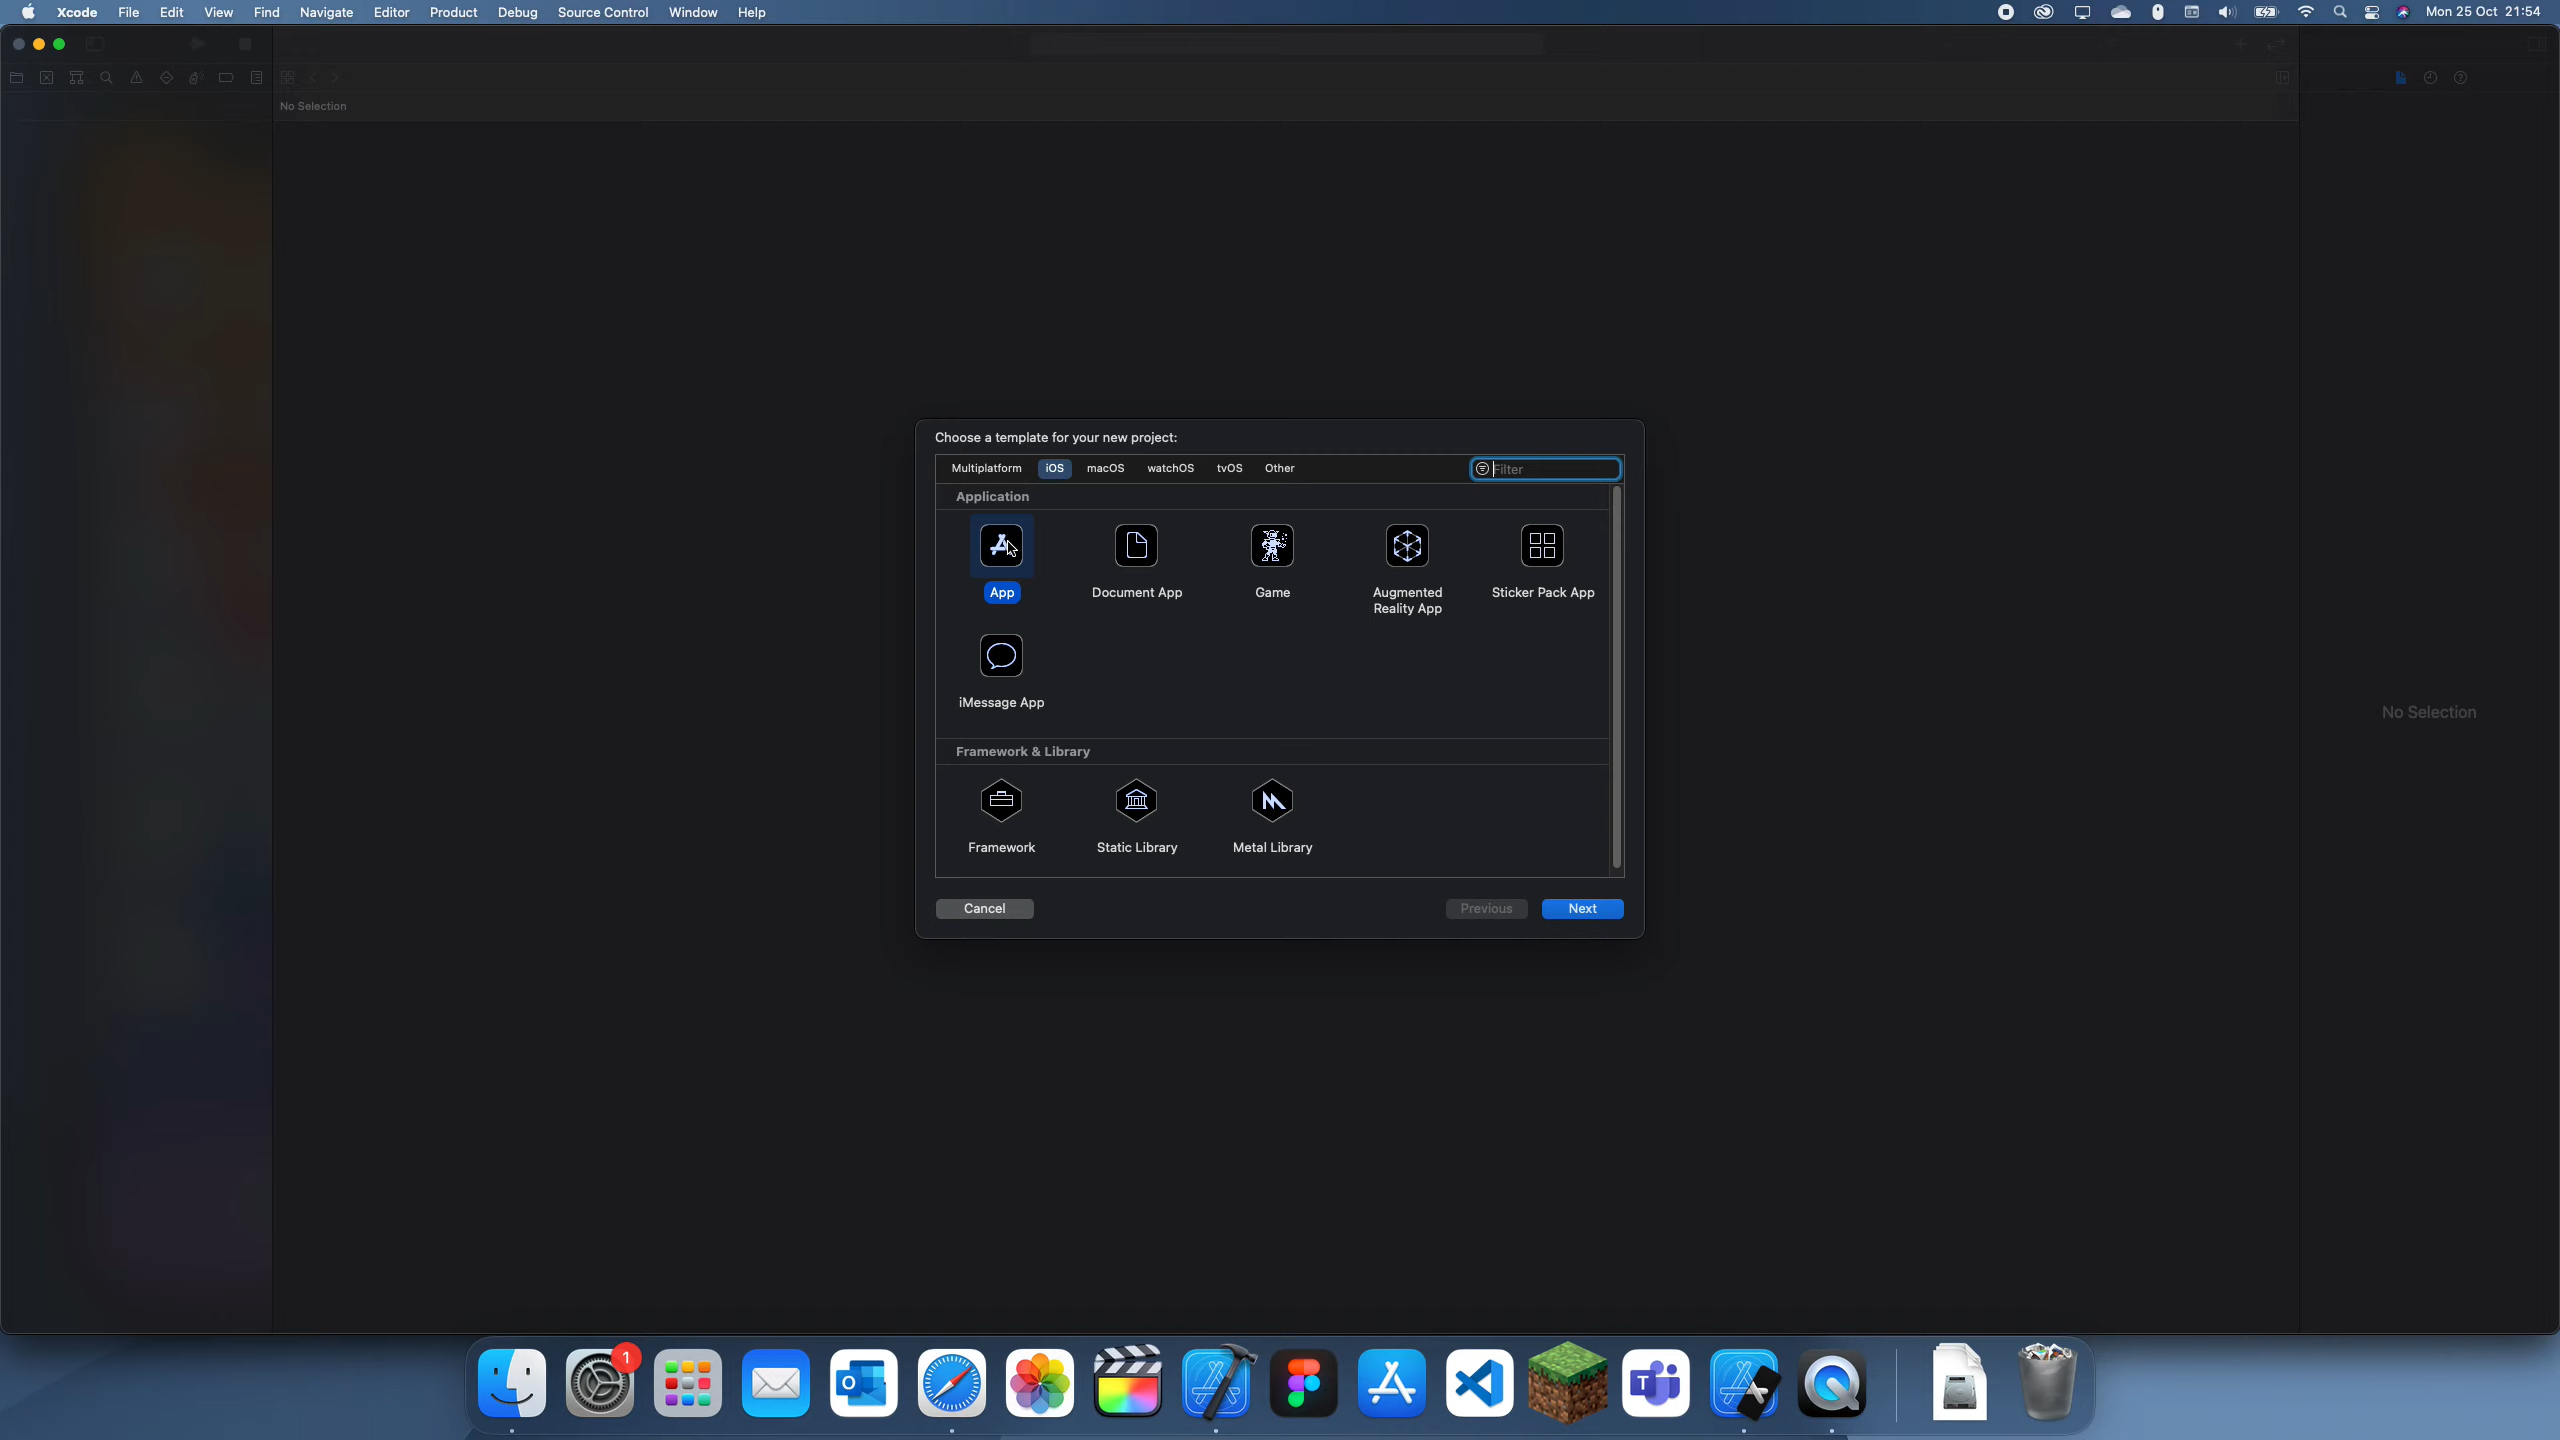 Xcode File Edit View Find Navigate Editor Product Debug Source Control Window Help Mon 25 Oct 21:54
No Selection
Choose a template for your new project:
Multiplatform iOS macOS watchOS tvOS Other Filter
Application
App Document App Game Augmented Reality App Sticker Pack App
iMessage App
No Selection
Framework & Library
Framework Static Library Metal Library
Cancel Previous Next
1